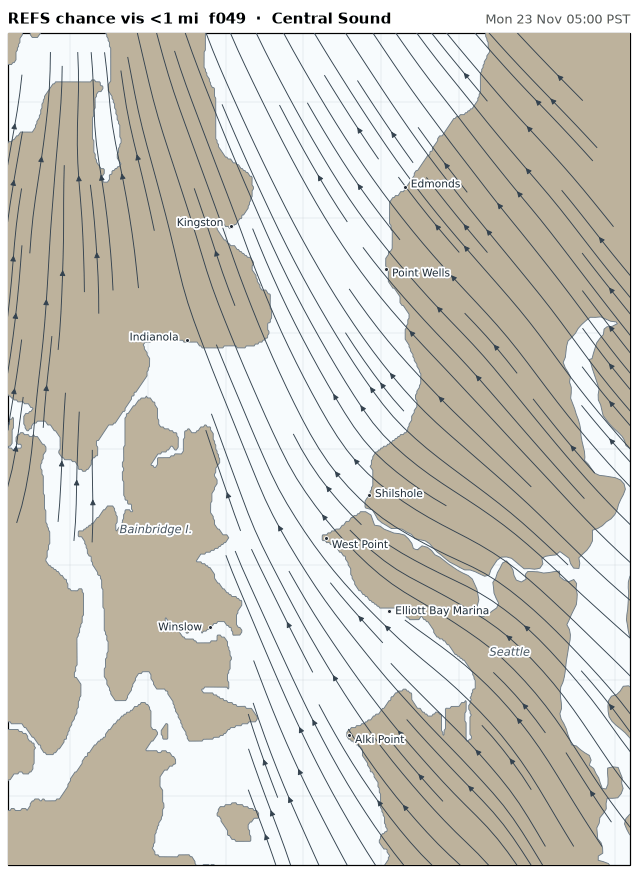 REFS chance vis <1 mi  f049  ·  Central Sound
Mon 23 Nov 05:00 PST
Edmonds
Kingston
Point Wells
Indianola
Shilshole
Bainbridge I.
West Point
Elliott Bay Marina
Winslow
Seattle
Alki Point